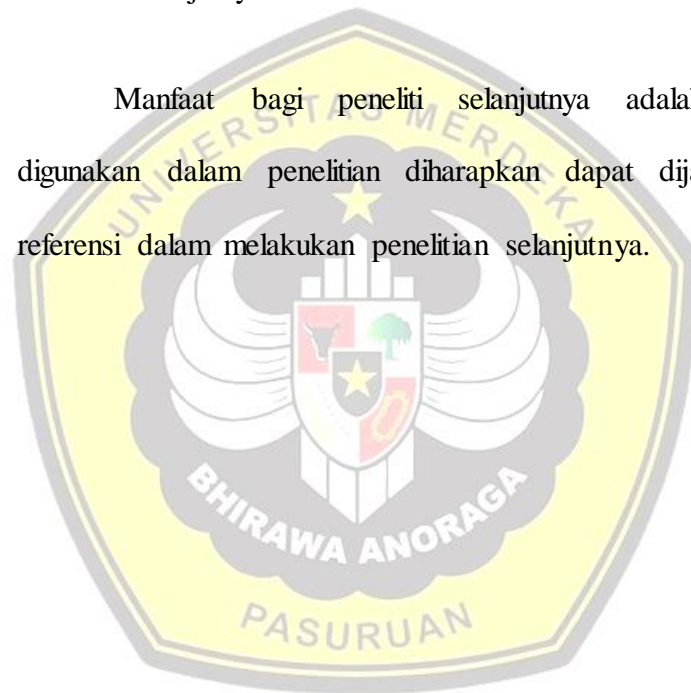 Manfaat bagi peneliti selanjutnya
digunakan dalam penelitian diharapkan dapat
referensi dalam melakukan penelitian selanjutnya.
UNIVERSITAS MERDEKA
BHIRAWA ANORAGA
PASURUAN